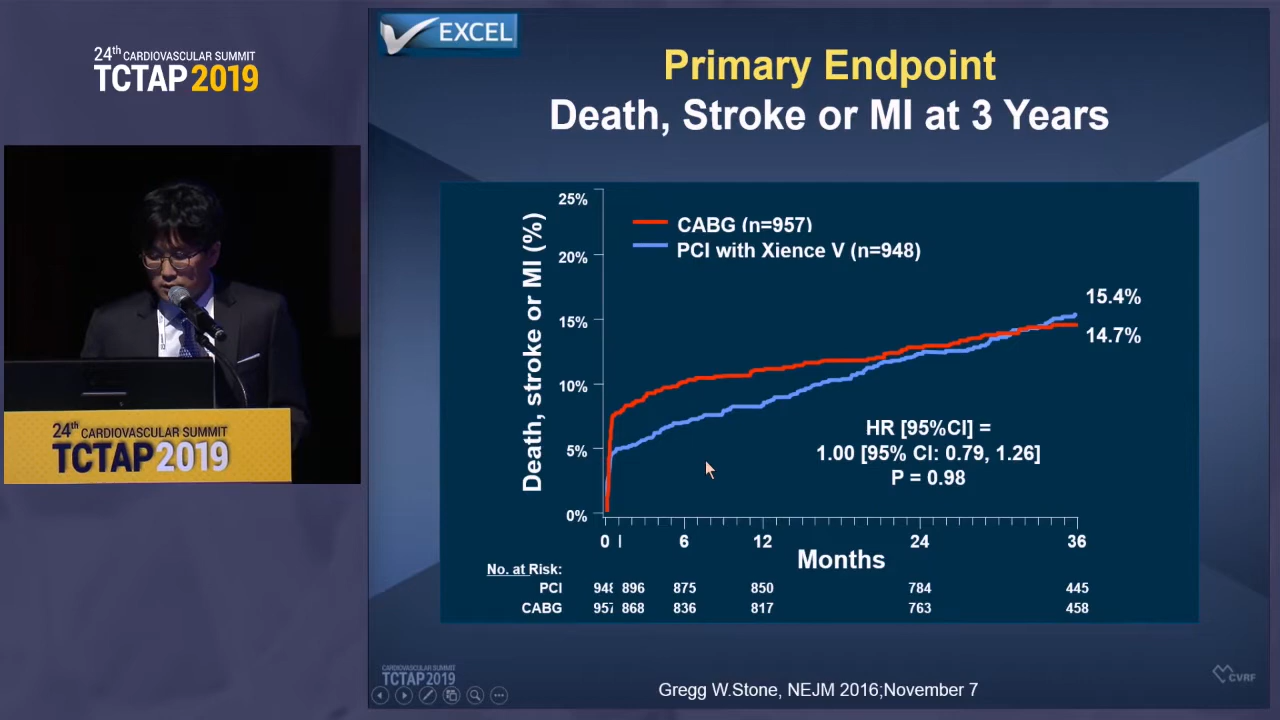 24th CARDIOVASCULAR SUMMIT
TCTAP 2019
24th CARDIOVASCULAR SUMMIT
TCTAP 2019
EXCEL
Primary Endpoint
Death, Stroke or MI at 3 Years
Death, stroke or MI (%)
25%
20%
15%
10%
5%
0%
CABG (n=957)
PCI with Xience V (n=948)
15.4%
14.7%
HR [95%CI] =
1.00 [95% CI: 0.79, 1.26]
P = 0.98
0 1 6 12 24 36
Months
No. at Risk:
PCI 948 896 875 850 784 445
CABG 957 868 836 817 763 458
CARDIOVASCULAR SUMMIT
TCTAP 2019
Gregg W.Stone, NEJM 2016;November 7
CVRF